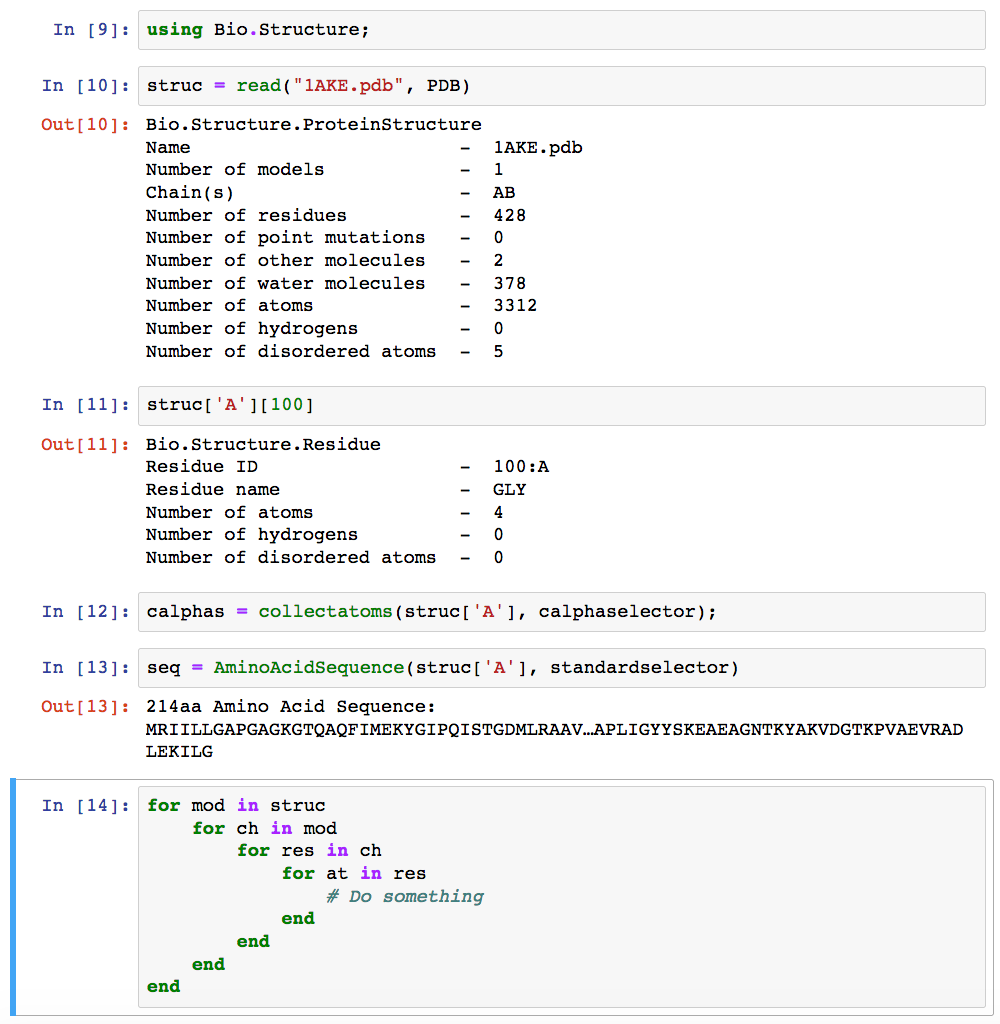 In [9]: using Bio.Structure;
In [10]: struc = read("1AKE.pdb", PDB)
Out[10]: Bio.Structure.ProteinStructure
Name - 1AKE.pdb
Number of models - 1
Chain(s) - AB
Number of residues - 428
Number of point mutations - 0
Number of other molecules - 2
Number of water molecules - 378
Number of atoms - 3312
Number of hydrogens - 0
Number of disordered atoms - 5
In [11]: struc['A'][100]
Out[11]: Bio.Structure.Residue
Residue ID - 100:A
Residue name - GLY
Number of atoms - 4
Number of hydrogens - 0
Number of disordered atoms - 0
In [12]: calphas = collectatoms(struc['A'], calphaselector);
In [13]: seq = AminoAcidSequence(struc['A'], standardselector)
Out[13]: 214aa Amino Acid Sequence:
MRIILLGAPGAGKGTQAQFIMEKYGIPQISTGDMLRAAV…APLIGYYSKEAEAGNTKYAKVDGTKPVAEVRAD
LEKILG
In [14]: for mod in struc
for ch in mod
for res in ch
for at in res
# Do something
end
end
end
end